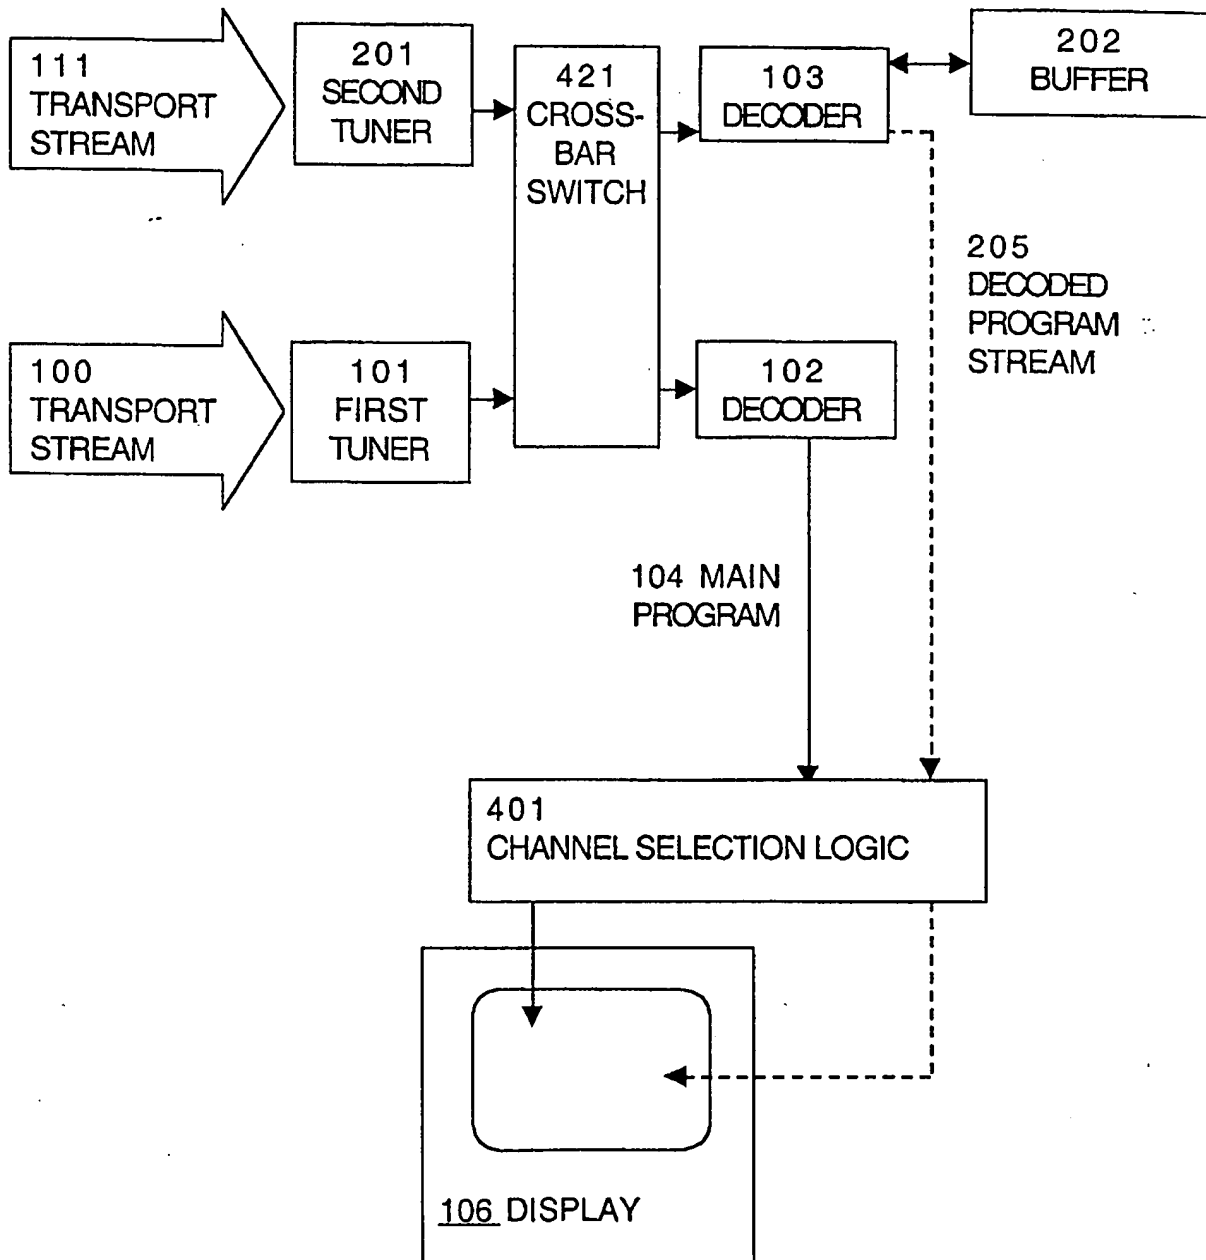 111
TRANSPORT
STREAM
201
SECOND
TUNER
421
CROSS-
BAR
SWITCH
103
DECODER
202
BUFFER
205
DECODED
PROGRAM
STREAM
100
TRANSPORT
STREAM
101
FIRST
TUNER
102
DECODER
104 MAIN
PROGRAM
401
CHANNEL SELECTION LOGIC
106 DISPLAY